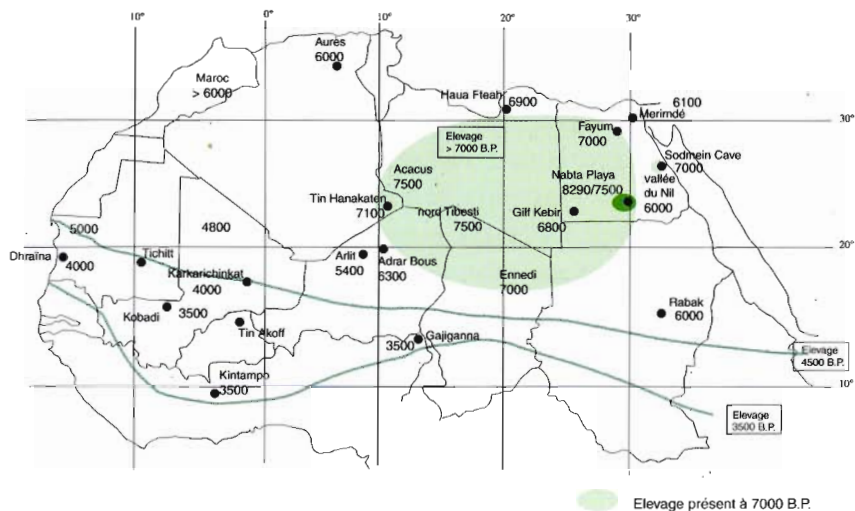 10°
0°
10°
20°
30°
Aurès
6000
Maroc
> 6000
Haua Fteah
6900
6100
Merimdé
30°
30°
Elevage
> 7000 B.P.
Fayum
7000
Sodmein Cave
7000
Acacus
7500
Nabta Playa
8290/7500
vallée
du Nil
6000
Tin Hanakaten
7100
nord Tibesti
7500
Gilf Kebir
6800
5000
4800
20°
20°
Dhraïna
4000
Tichitt
Arlit
5400
Adrar Bous
6300
Karkarichinkat
4000
Ennedi
7000
Kobadi
3500
Tin Akoff
Rabak
6000
3500
Gajiganna
Elevage
4500 B.P.
Kintampo
3500
10°
10°
Elevage
3500 B.P.
Elevage présent à 7000 B.P.